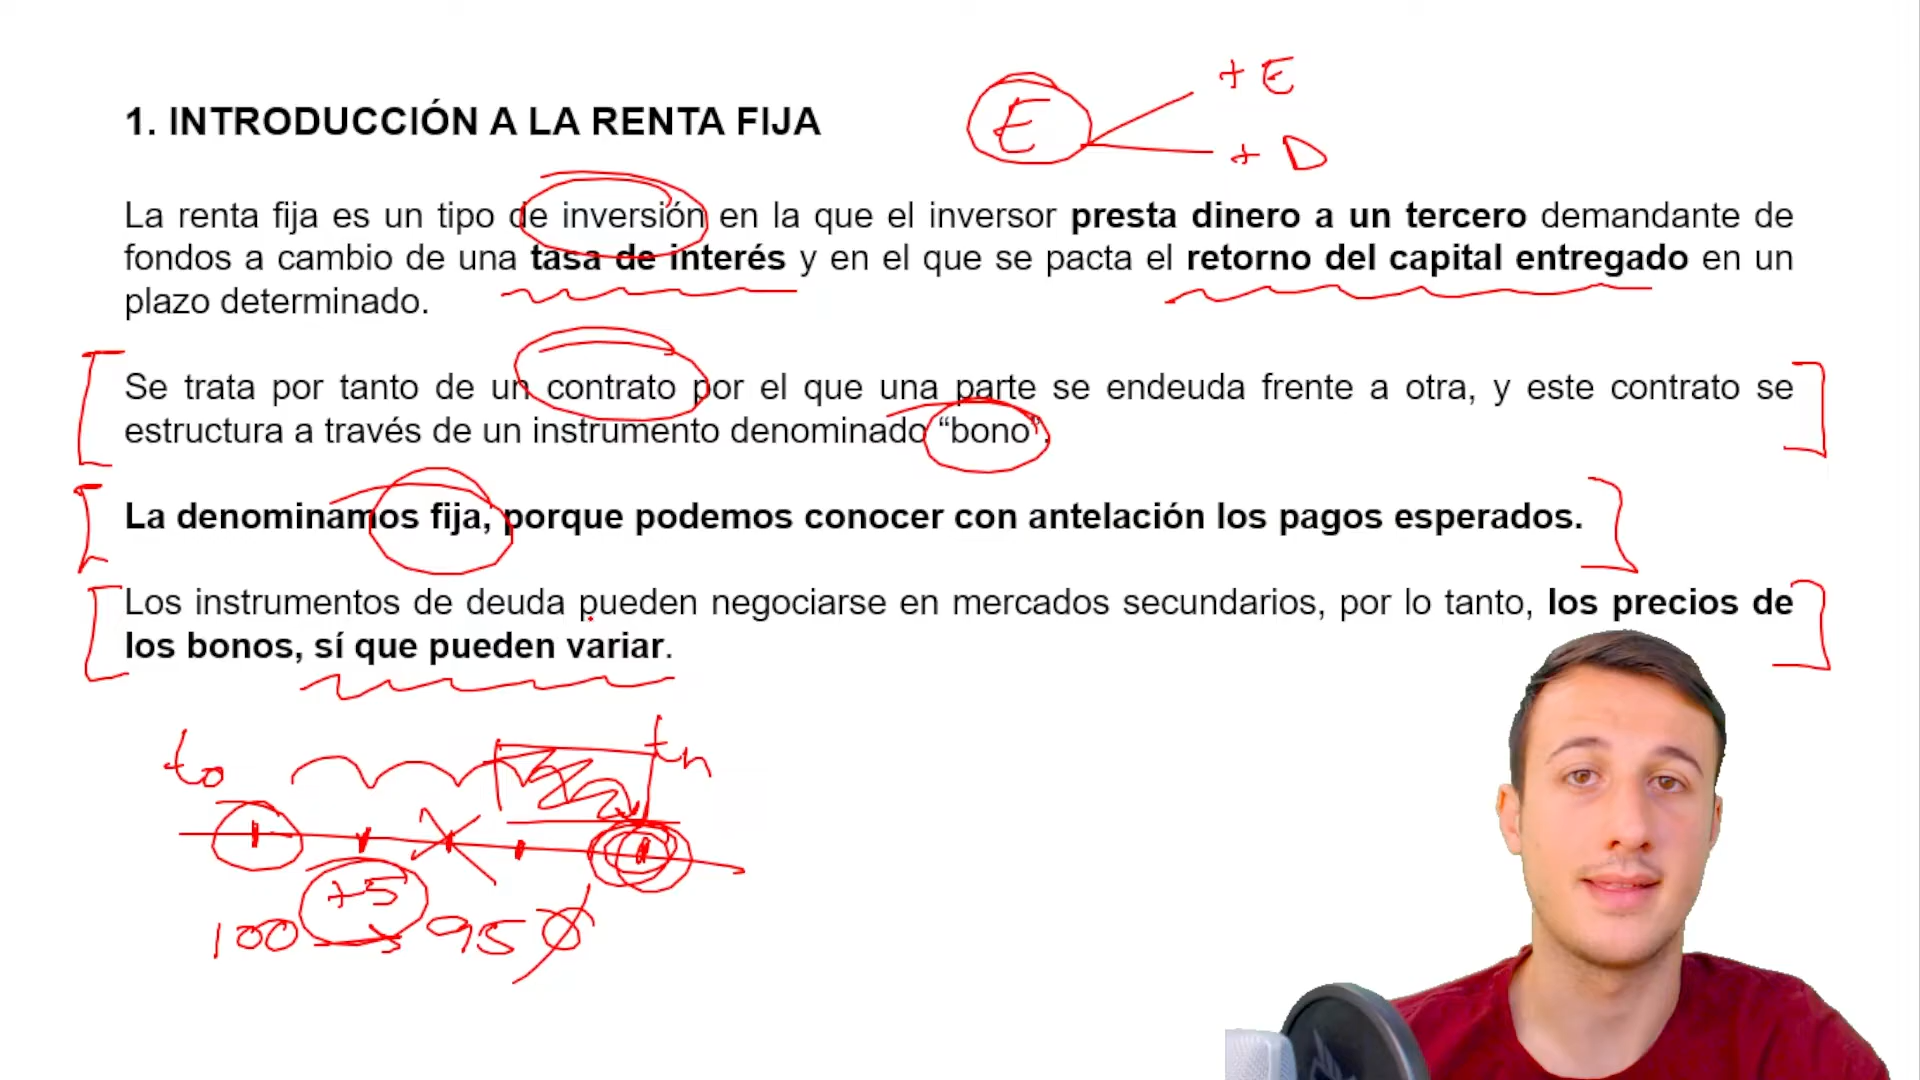 + E
E
1. INTRODUCCIÓN A LA RENTA FIJA
+ D
La renta fija es un tipo de inversión en la que el inversor presta dinero a un tercero demandante de
fondos a cambio de una tasa de interés y en el que se pacta el retorno del capital entregado en un
plazo determinado.
Se trata por tanto de un contrato por el que una parte se endeuda frente a otra, y este contrato se
estructura a través de un instrumento denominado “bono”.
La denominamos fija, porque podemos conocer con antelación los pagos esperados.
Los instrumentos de deuda pueden negociarse en mercados secundarios, por lo tanto, los precios de
los bonos, sí que pueden variar.
to tn
+5
100 95